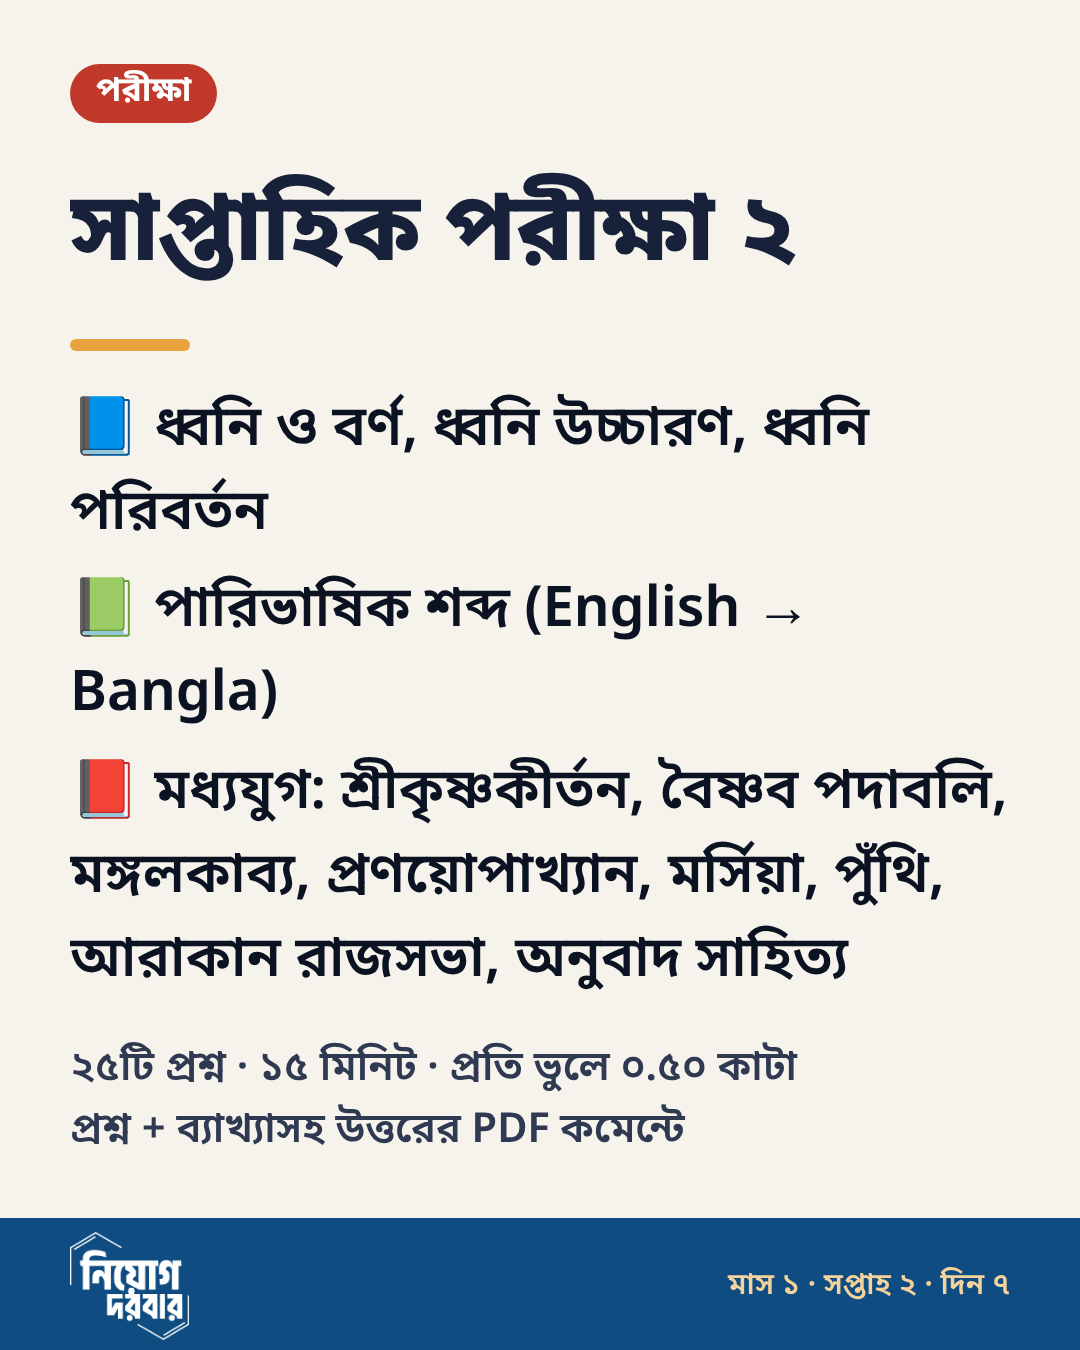 পরীক্ষা
সাপ্তাহিক পরীক্ষা ২
📘 ধ্বনি ও বর্ণ, ধ্বনি উচ্চারণ, ধ্বনি
পরিবর্তন
📗 পারিভাষিক শব্দ (English →
Bangla)
📕 মধ্যযুগ: শ্রীকৃষ্ণকীর্তন, বৈষ্ণব পদাবলি,
মঙ্গলকাব্য, প্রণয়োপাখ্যান, মর্সিয়া, পুঁথি,
আরাকান রাজসভা, অনুবাদ সাহিত্য
২৫টি প্রশ্ন · ১৫ মিনিট · প্রতি ভুলে ০.৫০ কাটা
প্রশ্ন + ব্যাখ্যাসহ উত্তরের PDF কমেন্টে
নিয়োগ
দরবার
মাস ১ · সপ্তাহ ২ · দিন ৭